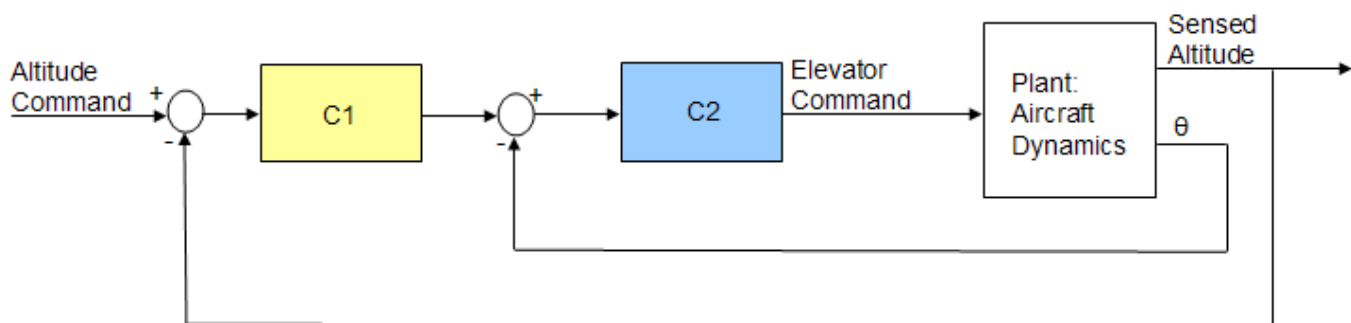 Altitude
Command
+
-
C1
+
-
C2
Elevator
Command
Plant:
Aircraft
Dynamics
Sensed
Altitude
θ